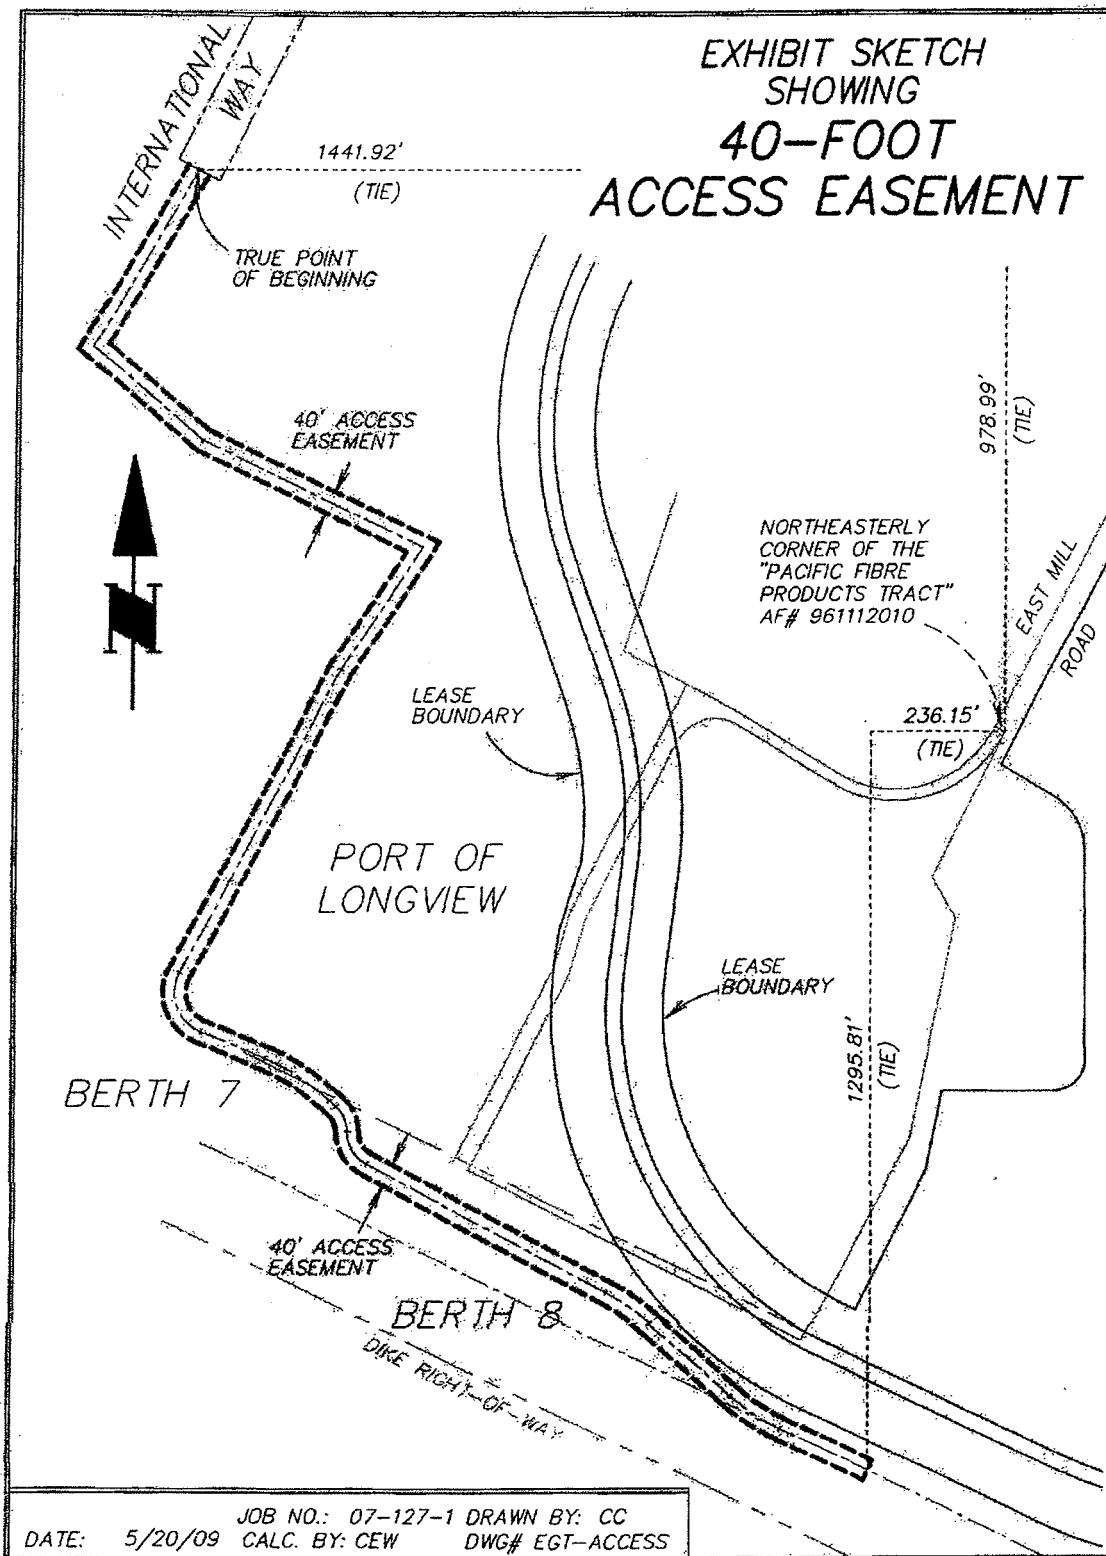 EXHIBIT SKETCH
SHOWING
40-FOOT
ACCESS EASEMENT
INTERNATIONAL
WAY
1441.92'
(TIE)
TRUE POINT
OF BEGINNING
40' ACCESS
EASEMENT
978.99'
(TIE)
NORTHEASTERLY
CORNER OF THE
"PACIFIC FIBRE
PRODUCTS TRACT"
AF# 961112010
EAST MILL
ROAD
N
LEASE
BOUNDARY
236.15'
(TIE)
PORT OF
LONGVIEW
LEASE
BOUNDARY
1295.81'
(TIE)
BERTH 7
40' ACCESS
EASEMENT
BERTH 8
DIKE RIGHT-OF-WAY
JOB NO.: 07-127-1 DRAWN BY: CC
DATE: 5/20/09 CALC. BY: CEW DWG# EGT-ACCESS